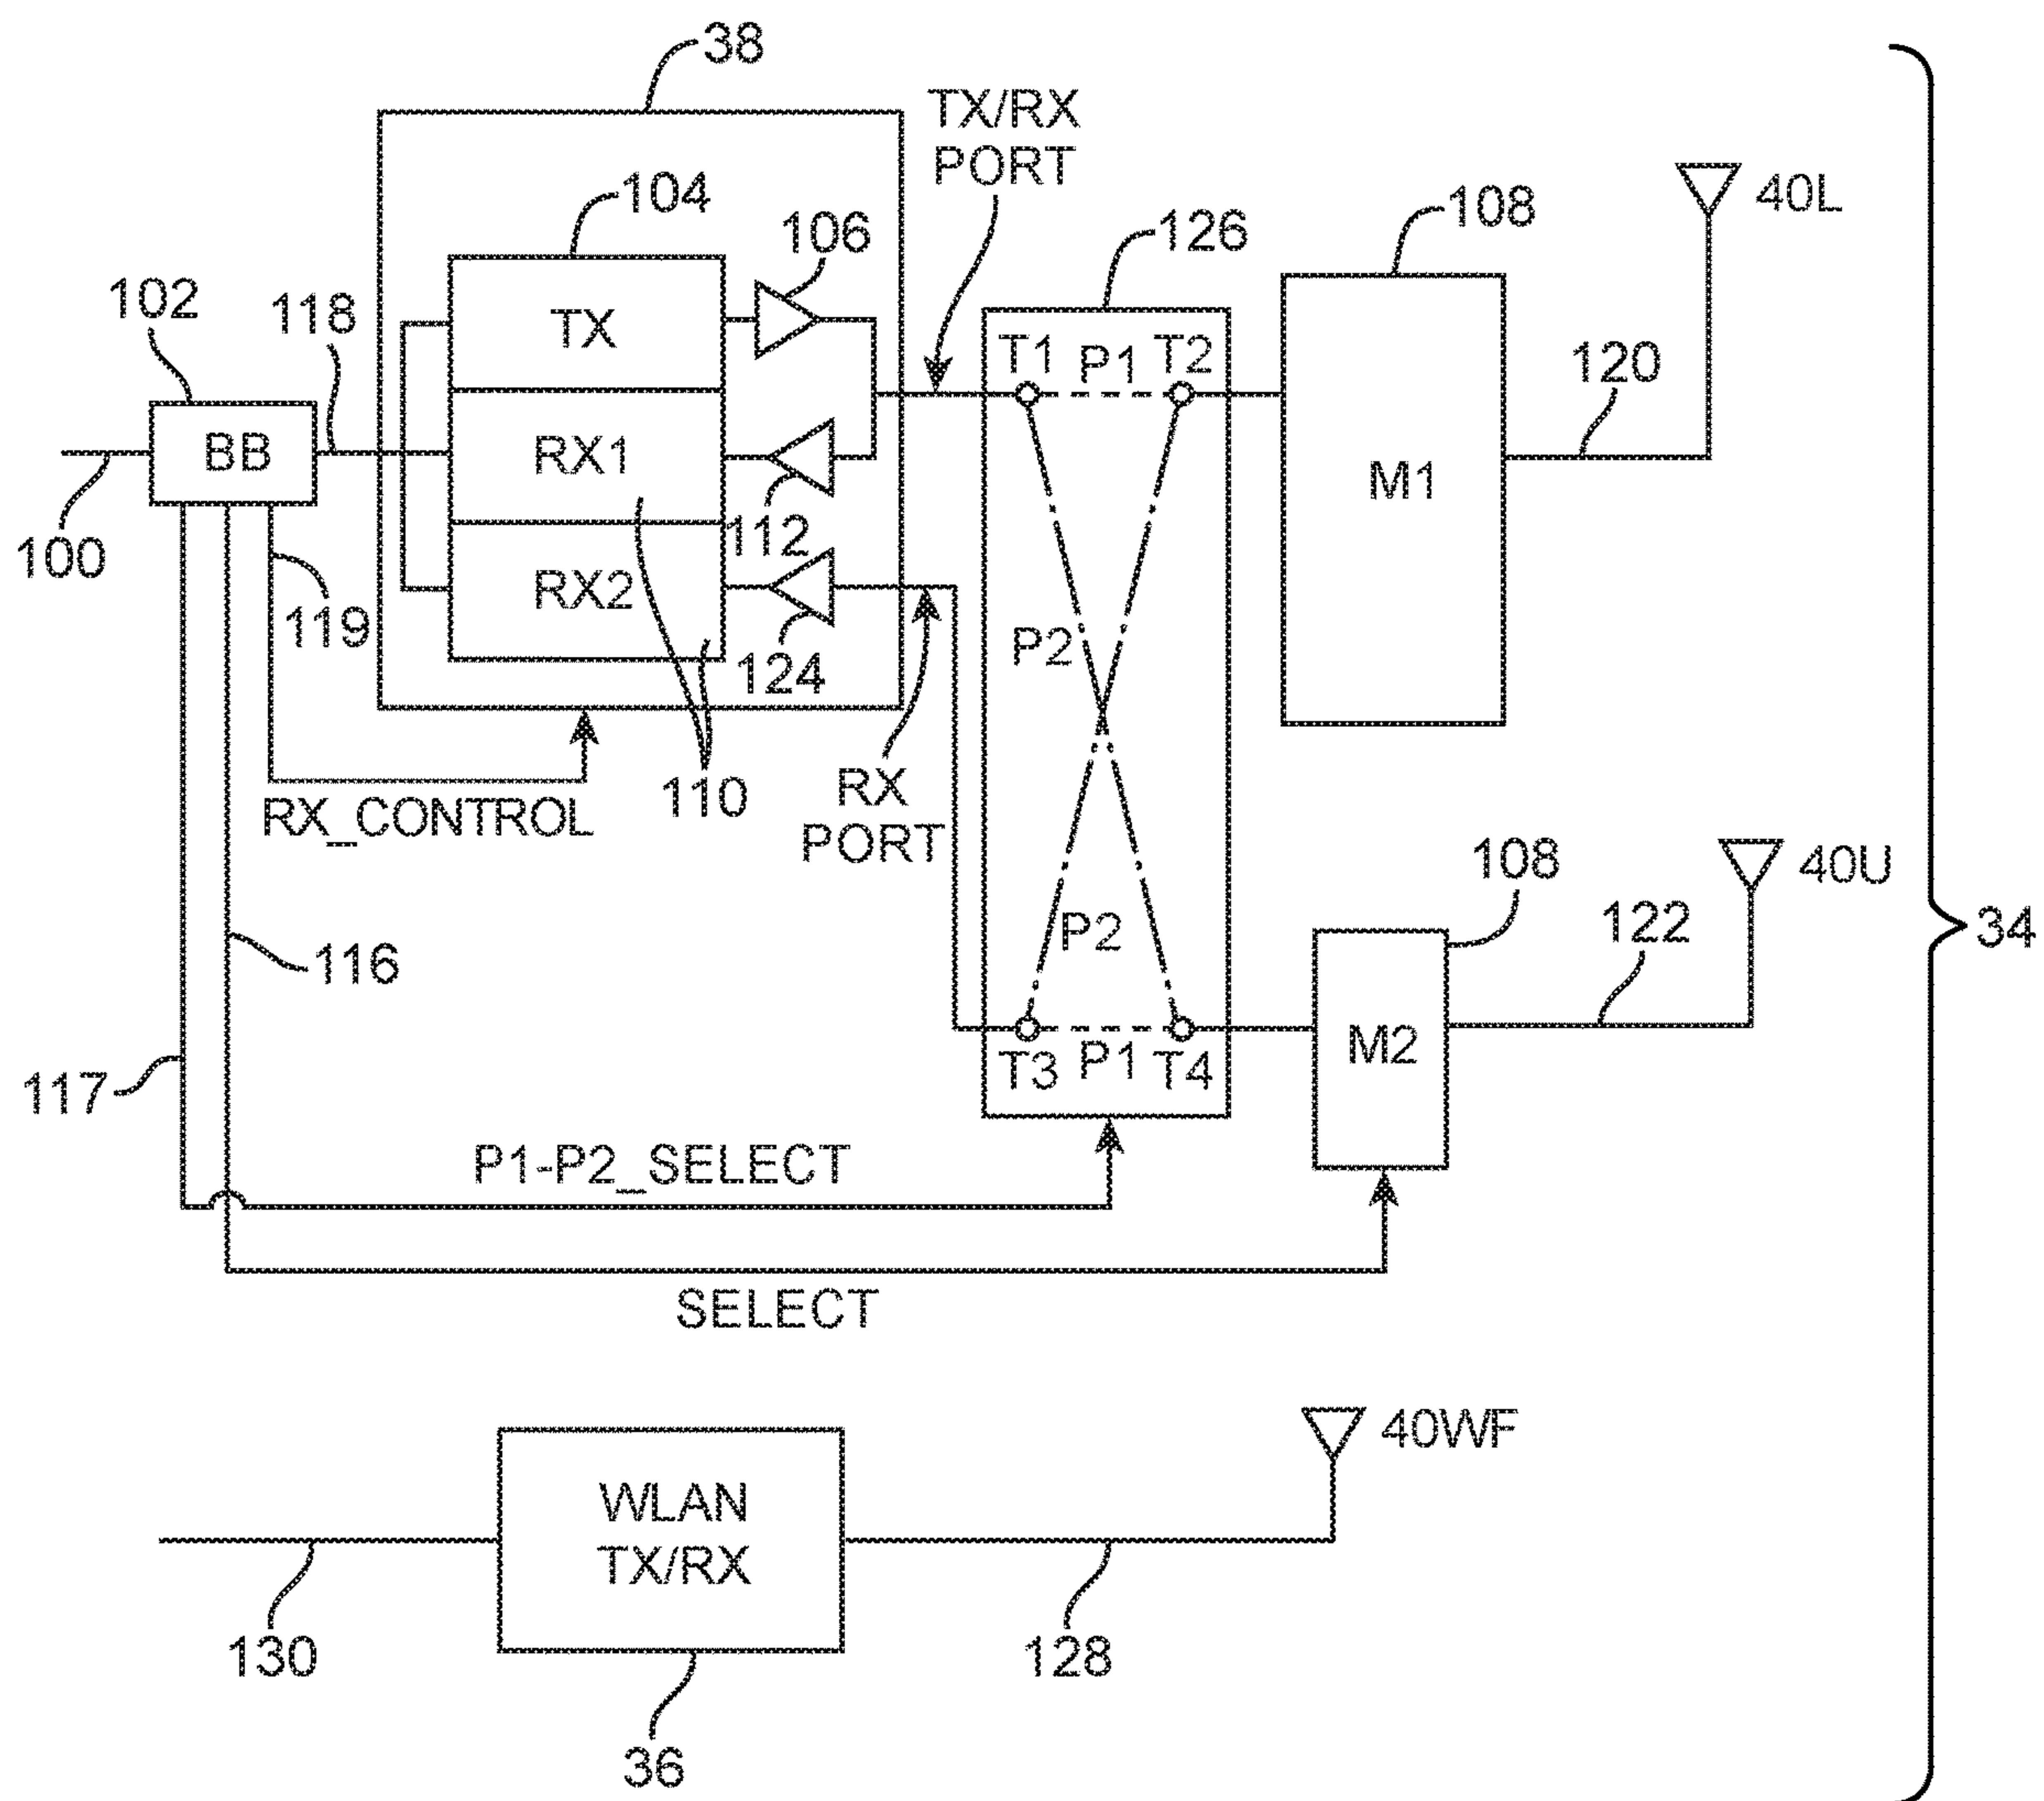 38
TX/RX
PORT
104
106
126
108
40L
102
118
TX
T1 P1 T2
120
BB
RX1
M1
100
112
119
RX2
124
P2
110
RX
PORT
RX_CONTROL
108
40U
P2
122
34
116
M2
117
T3 P1 T4
P1-P2_SELECT
SELECT
40WF
WLAN
TX/RX
130
128
36